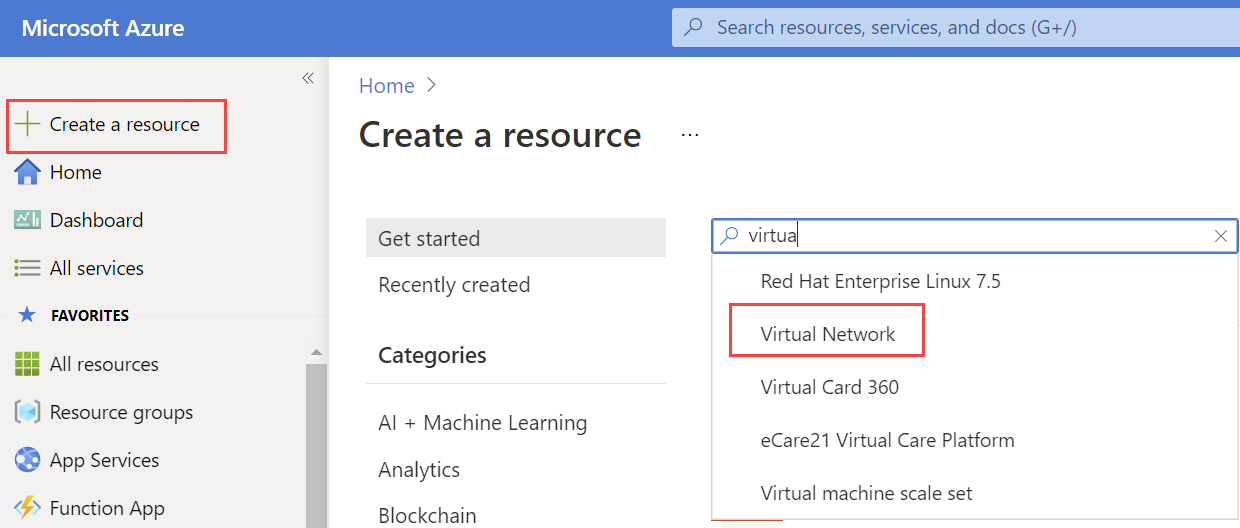 Microsoft Azure
Search resources, services, and docs (G+/)
Create a resource
Home
Dashboard
All services
FAVORITES
All resources
Resource groups
App Services
Function App
Home
Create a resource
...
Get started
Recently created
Categories
AI + Machine Learning
Analytics
Blockchain
virtua
Red Hat Enterprise Linux 7.5
Virtual Network
Virtual Card 360
eCare21 Virtual Care Platform
Virtual machine scale set